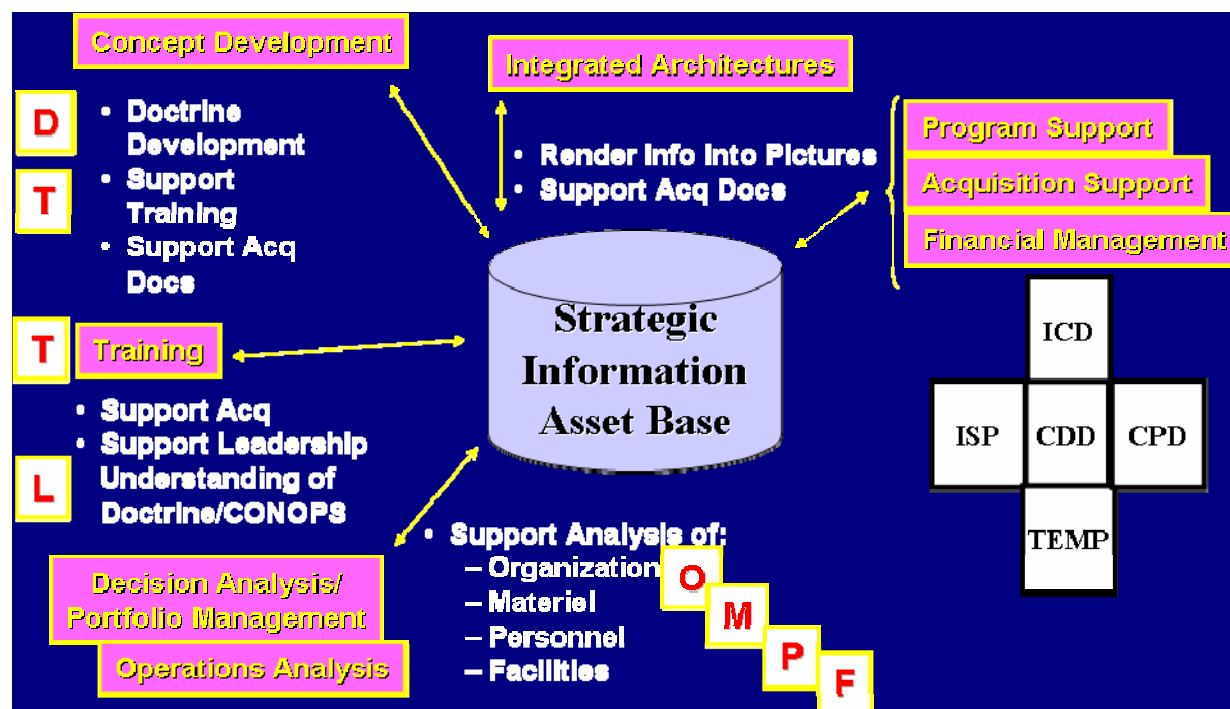 Concept Development
D
• Doctrine
Development
T
• Support
Training
• Support Acq
Docs
Integrated Architectures
• Render Info Into Pictures
• Support Acq Docs
Program Support
Acquisition Support
Financial Management
Strategic
Information
Asset Base
T
Training
• Support Acq
• Support Leadership
Understanding of
Doctrine/CONOPS
L
Decision Analysis/
Portfolio Management
Operations Analysis
• Support Analysis of:
– Organization
– Materiel
– Personnel
– Facilities
O
M
P
F
ICD
ISP CDD CPD
TEMP